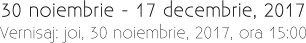 30 noiembrie - 17 decembrie, 2017
Vernisaj: joi, 30 noiembrie, 2017, ora 15:00